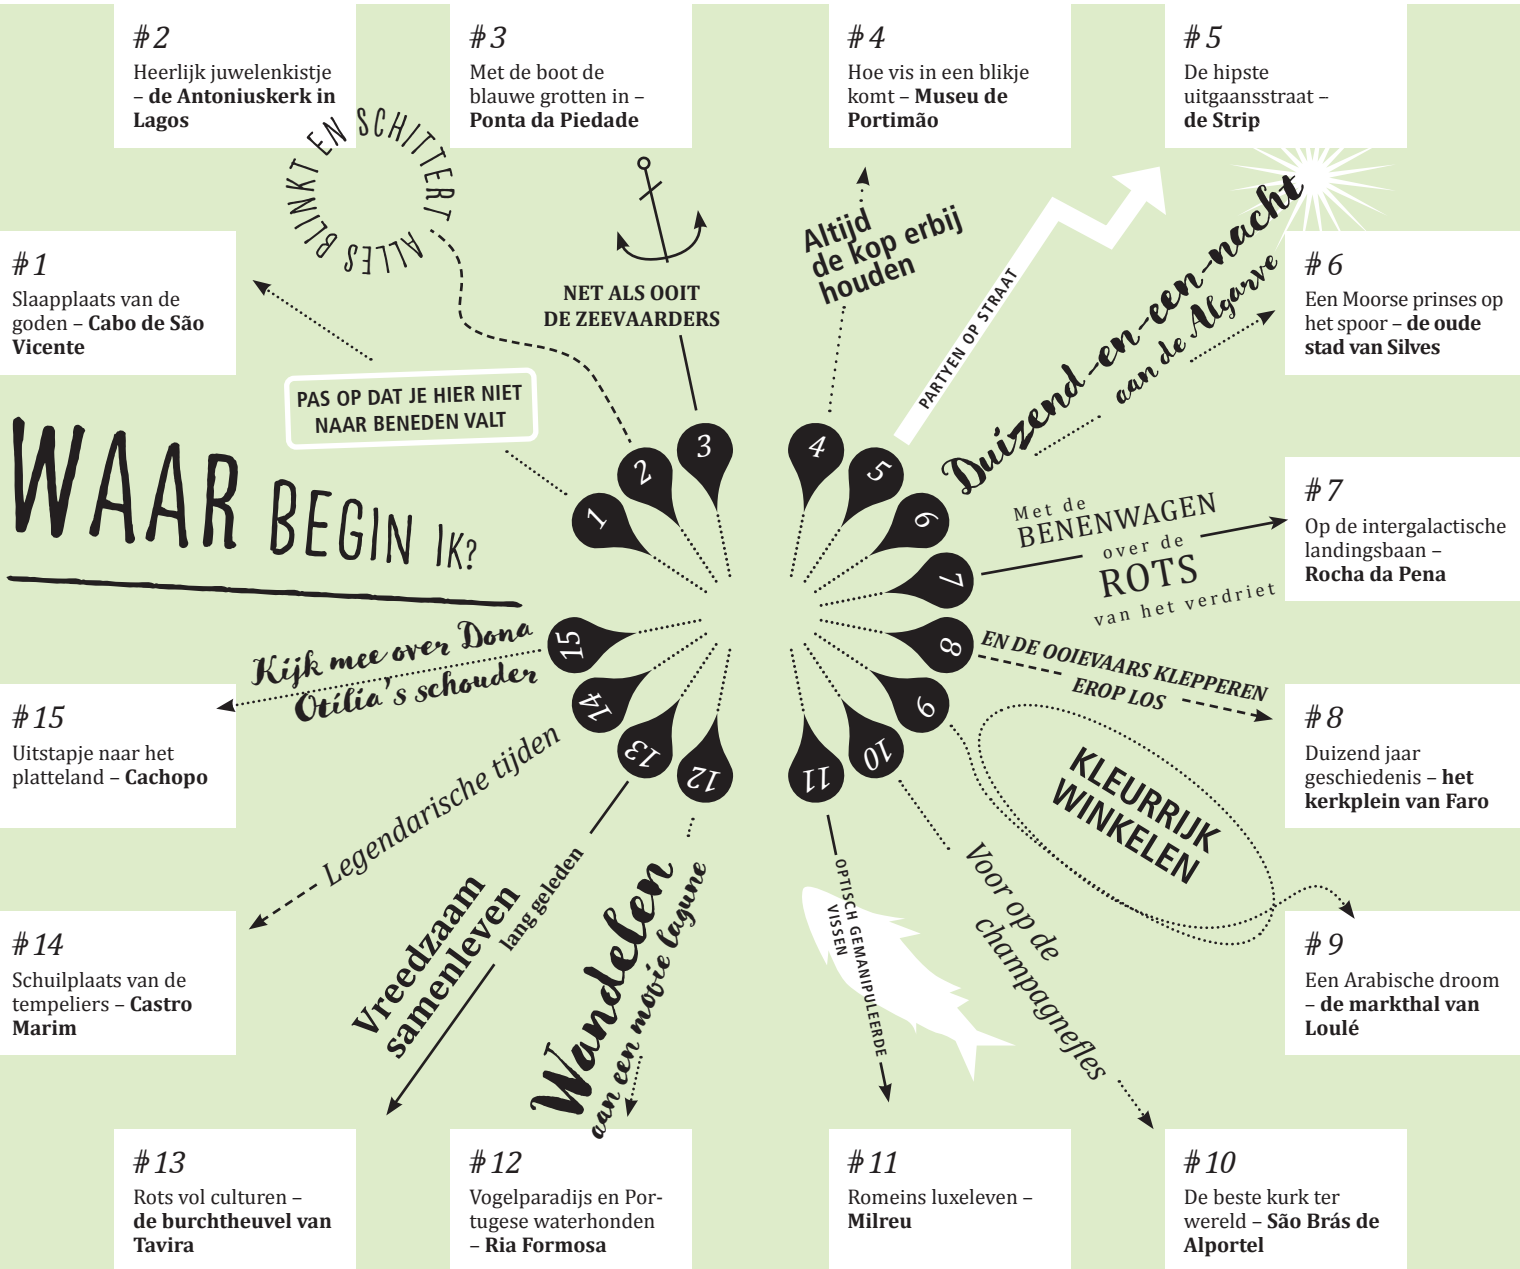 #2
Heerlijk juwelenkistje
– de Antoniuskerk in
Lagos
#3
Met de boot de
blauwe grotten in –
Ponta da Piedade
#4
Hoe vis in een blikje
komt – Museu de
Portimão
#5
De hipste
uitgaansstraat –
de Strip
ALLES BLINKT EN SCHITTERT
#1
Slaapplaats van de
goden – Cabo de São
Vicente
NET ALS OOIT
DE ZEEVAARDERS
Altijd
de kop erbij
houden
PARTYEN OP STRAAT
Duizend-en-een-nacht
aan de Algarve
#6
Een Moorse prinses op
het spoor – de oude
stad van Silves
PAS OP DAT JE HIER NIET
NAAR BENEDEN VALT
WAAR BEGIN IK?
1
2
3
4
5
6
7
8
9
10
11
12
13
14
15
Met de
BENENWAGEN
over de
ROTS
van het verdriet
#7
Op de intergalactische
landingsbaan –
Rocha da Pena
Kijk mee over Dona
Otília's schouder
EN DE OOIEVAARS KLEPPEREN
EROP LOS
#15
Uitstapje naar het
platteland – Cachopo
#8
Duizend jaar
geschiedenis – het
kerkplein van Faro
Legendarische tijden
KLEURRIJK
WINKELEN
#14
Schuilplaats van de
tempeliers – Castro
Marim
Vreedzaam
samenleven
lang geleden
Wandelen
aan een mooie lagune
OPTISCH GEMANIPULEERDE
VISSEN
Voor op de
champagnefles
#9
Een Arabische droom
– de markthal van
Loulé
#13
Rots vol culturen –
de burchtheuvel van
Tavira
#12
Vogelparadijs en Por-
tugese waterhonden
– Ria Formosa
#11
Romeins luxeleven –
Milreu
#10
De beste kurk ter
wereld – São Brás de
Alportel